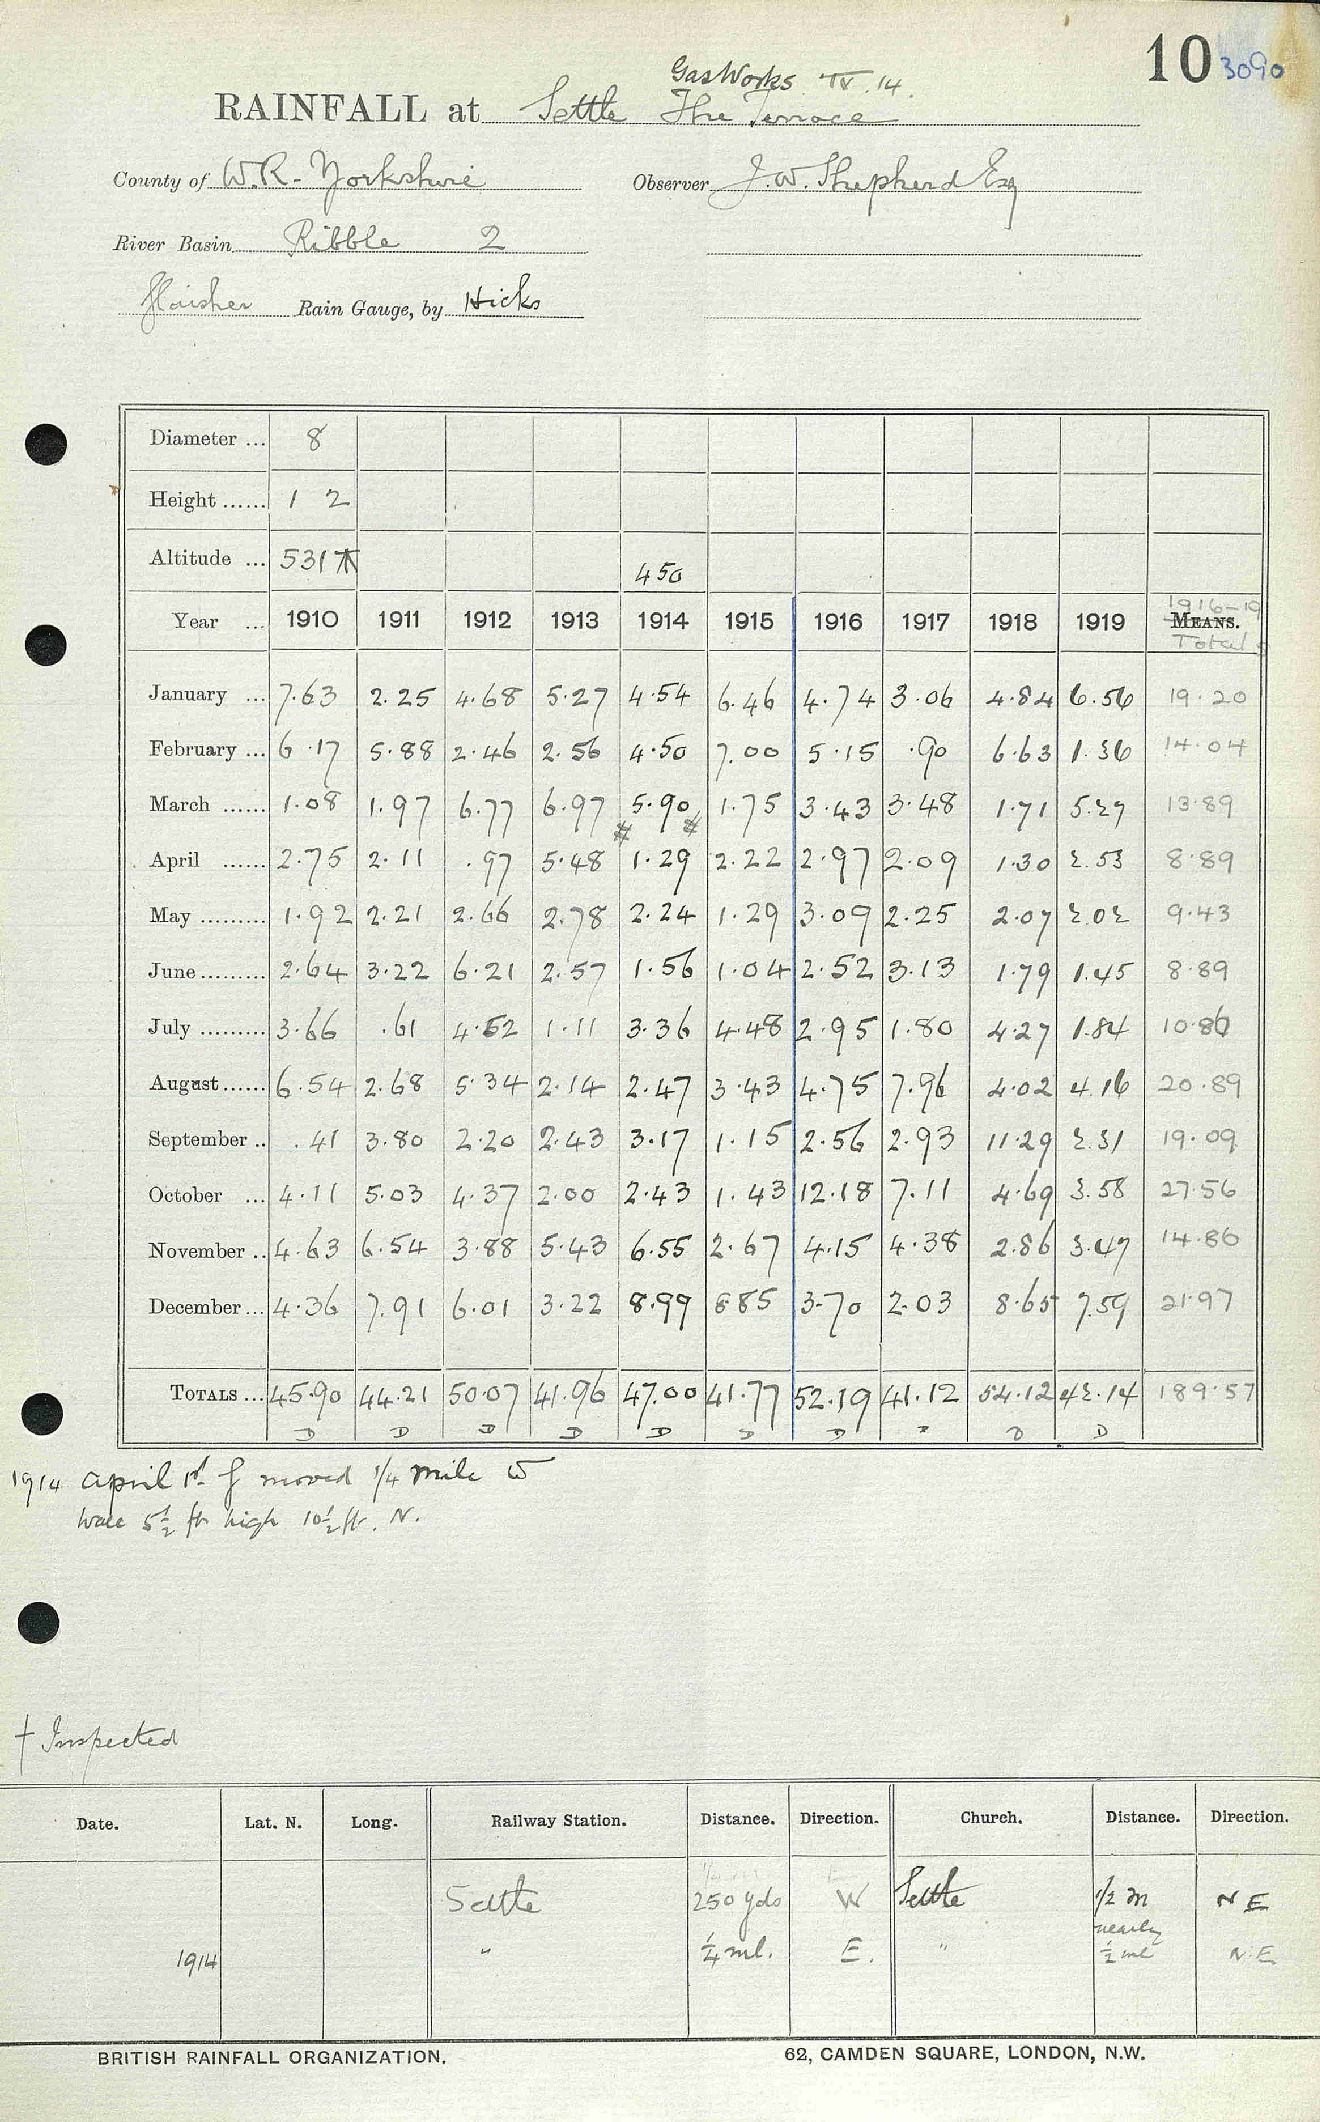 10 3090
Gas Works IV.14.
RAINFALL at Settle The Terrace
County of W.R. Yorkshire Observer J.W. Shepherd Esq
River Basin Ribble 2
Glaisher Rain Gauge, by Hicks
Diameter ... 8
Height ...... 1 2
Altitude ... 531 450
1916-19
Year ... 1910 1911 1912 1913 1914 1915 1916 1917 1918 1919 MEANS.
Totals
January ... 7.63 2.25 4.68 5.27 4.54 6.46 4.74 3.06 4.84 6.56 19.20
February ... 6.17 5.88 2.46 2.56 4.50 7.00 5.15 .90 6.63 1.36 14.04
March ...... 1.08 1.97 6.77 6.97 5.90 1.75 3.43 3.48 1.71 5.27 13.89
April ...... 2.75 2.11 .97 5.48 1.29 2.22 2.97 2.09 1.30 2.53 8.89
May ......... 1.92 2.21 2.66 2.78 2.24 1.29 3.09 2.25 2.07 2.02 9.43
June ......... 2.64 3.22 6.21 2.57 1.56 1.04 2.52 3.13 1.79 1.45 8.89
July ......... 3.66 .61 4.52 1.11 3.36 4.48 2.95 1.80 4.27 1.84 10.86
August ...... 6.54 2.68 5.34 2.14 2.47 3.43 4.75 7.96 4.02 4.16 20.89
September .. .41 3.80 2.20 2.43 3.17 1.15 2.56 2.93 11.29 2.31 19.09
October ... 4.11 5.03 4.37 2.00 2.43 1.43 12.18 7.11 4.69 3.58 27.56
November .. 4.63 6.54 3.88 5.43 6.55 2.67 4.15 4.38 2.86 3.47 14.86
December ... 4.36 7.91 6.01 3.22 8.99 8.85 3.70 2.03 8.65 7.59 21.97
TOTALS ... 45.90 44.21 50.07 41.96 47.00 41.77 52.19 41.12 54.12 42.14 189.57
D D D D D D D D D
1914 April 1st g moved 1/4 mile W
Wall 5½ ft high 10½ ft. N.
† Inspected
Date. Lat. N. Long. Railway Station. Distance. Direction. Church. Distance. Direction.
Settle 250 yds W Settle 1/2 m NE
nearly
1914 " ¼ ml. E. " ½ ml N.E
BRITISH RAINFALL ORGANIZATION. 62, CAMDEN SQUARE, LONDON, N.W.